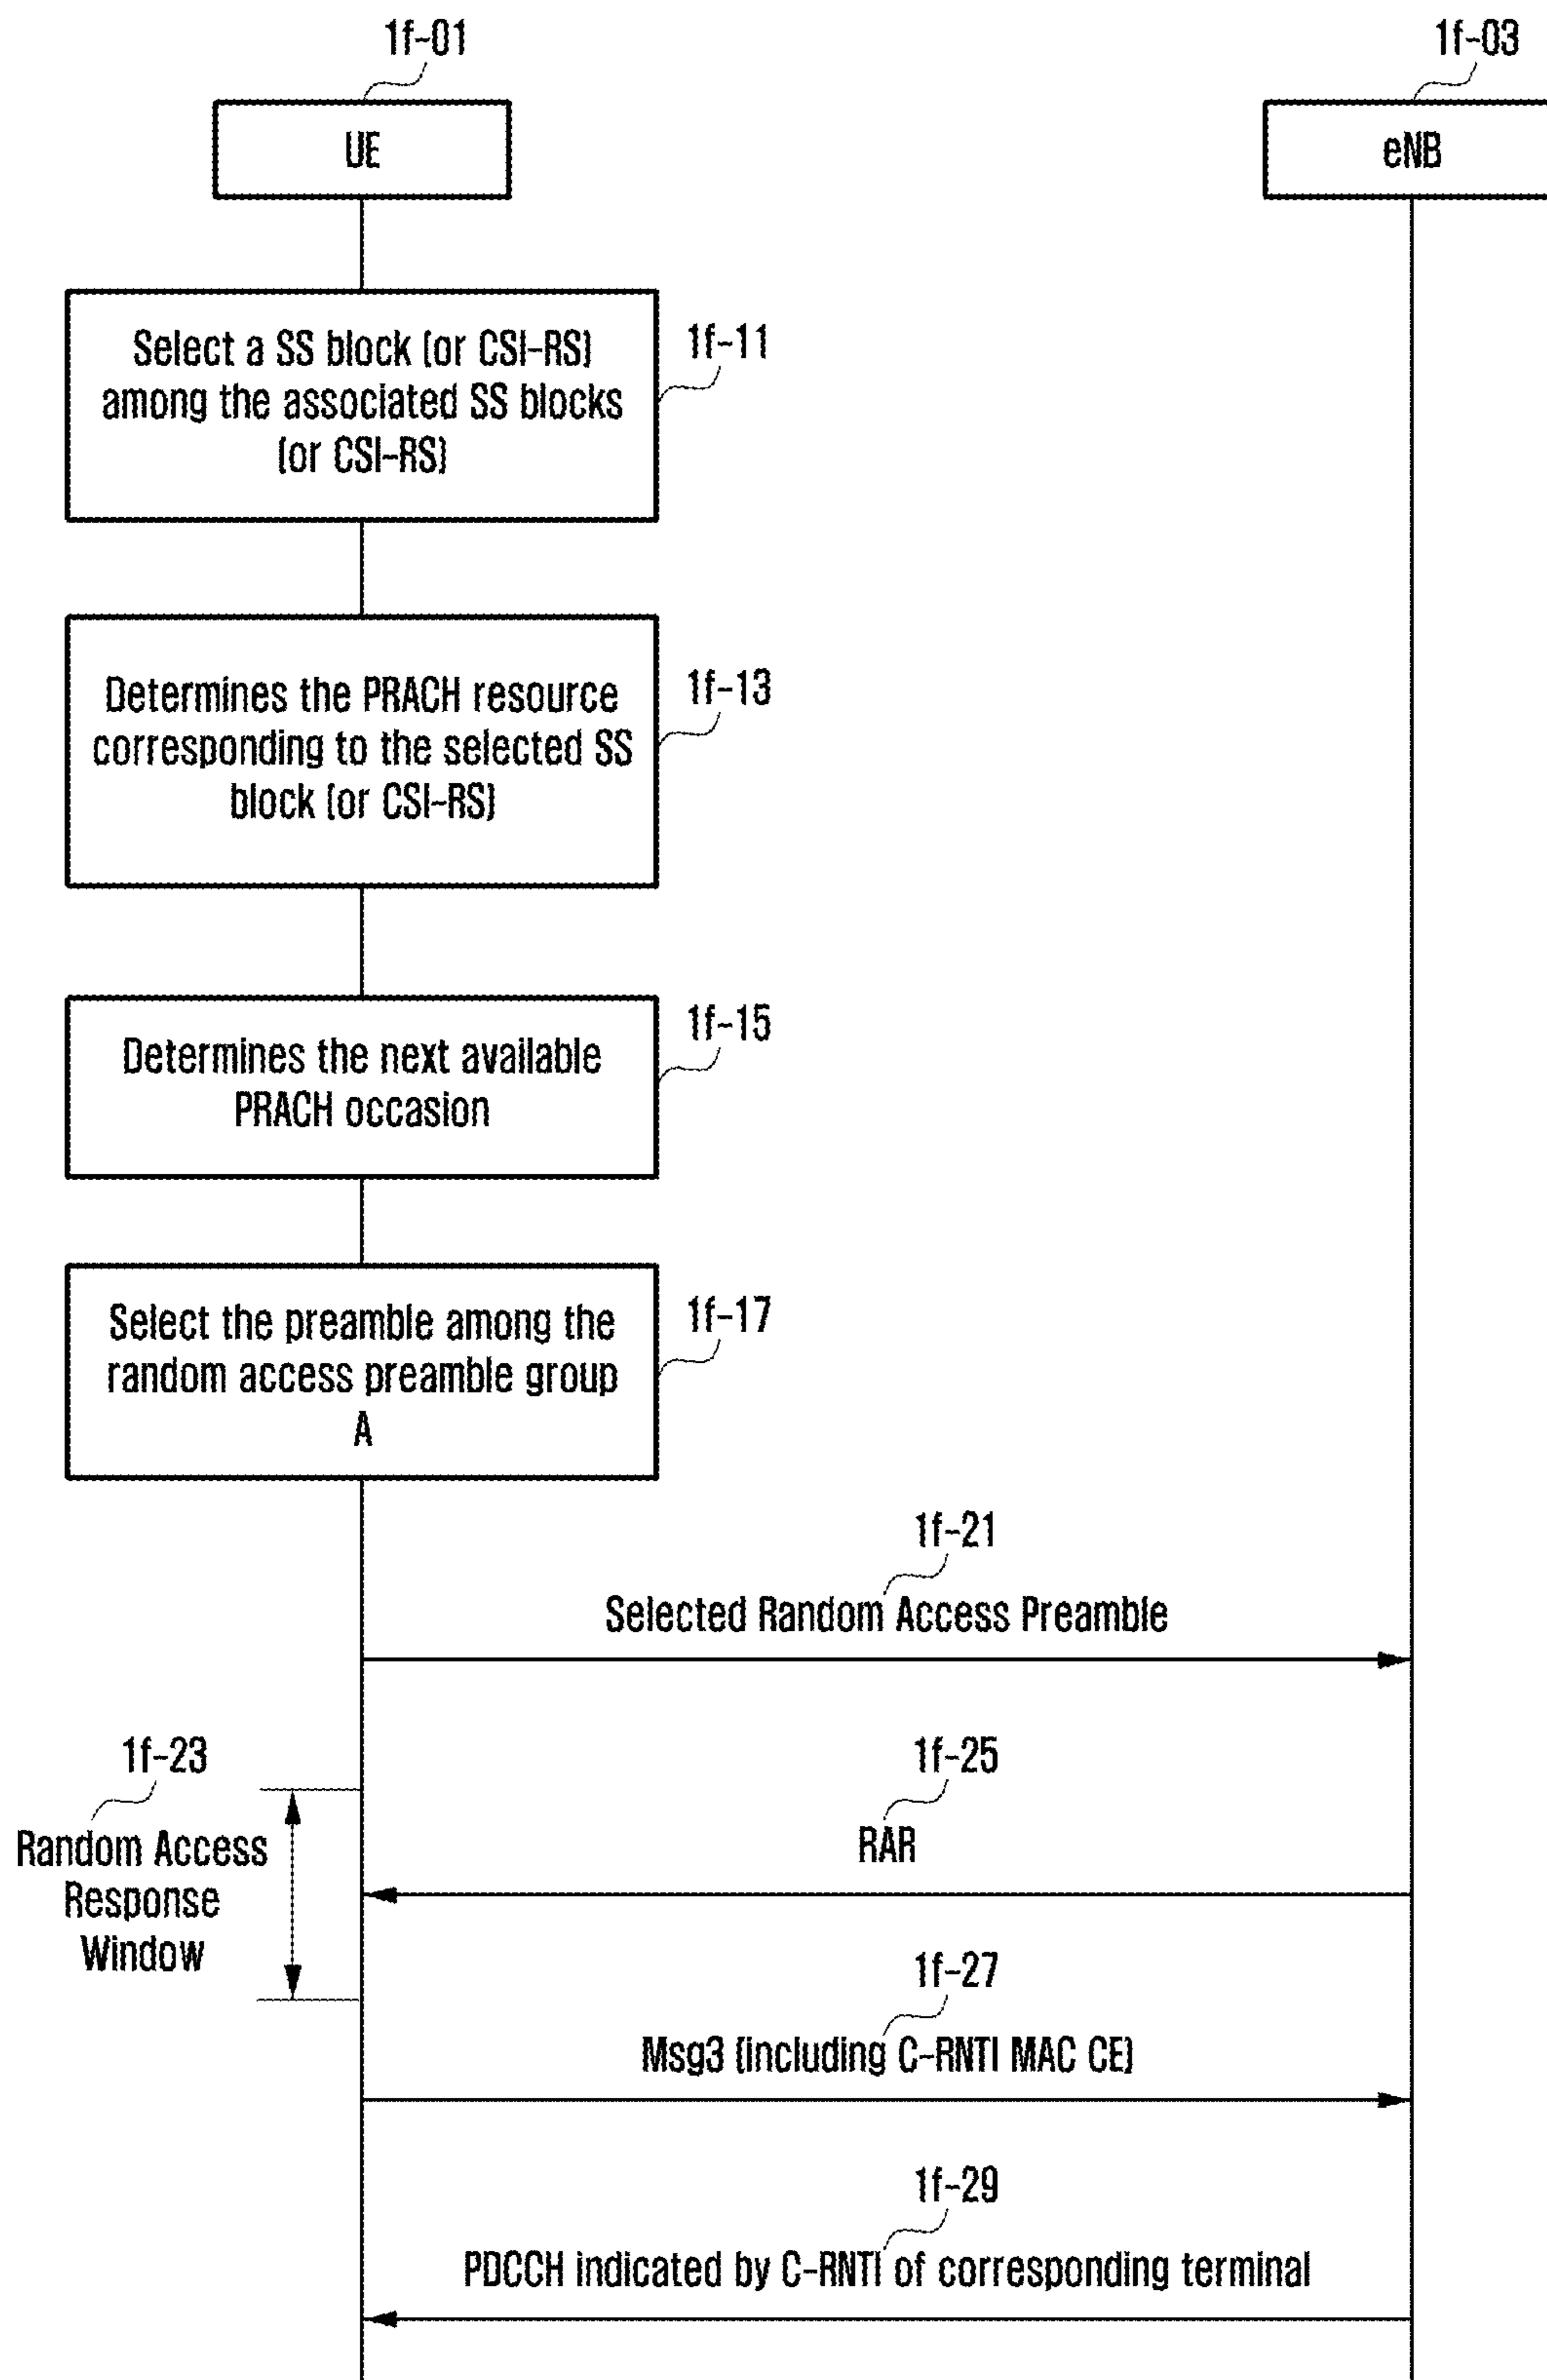 1f-01
1f-03
UE
eNB
Select a SS block (or CSI-RS)
among the associated SS blocks
(or CSI-RS)
1f-11
Determines the PRACH resource
corresponding to the selected SS
block (or CSI-RS)
1f-13
Determines the next available
PRACH occasion
1f-15
Select the preamble among the
random access preamble group
A
1f-17
1f-21
Selected Random Access Preamble
1f-23
Random Access
Response
Window
1f-25
RAR
1f-27
Msg3 (including C-RNTI MAC CE)
1f-29
PDCCH indicated by C-RNTI of corresponding terminal